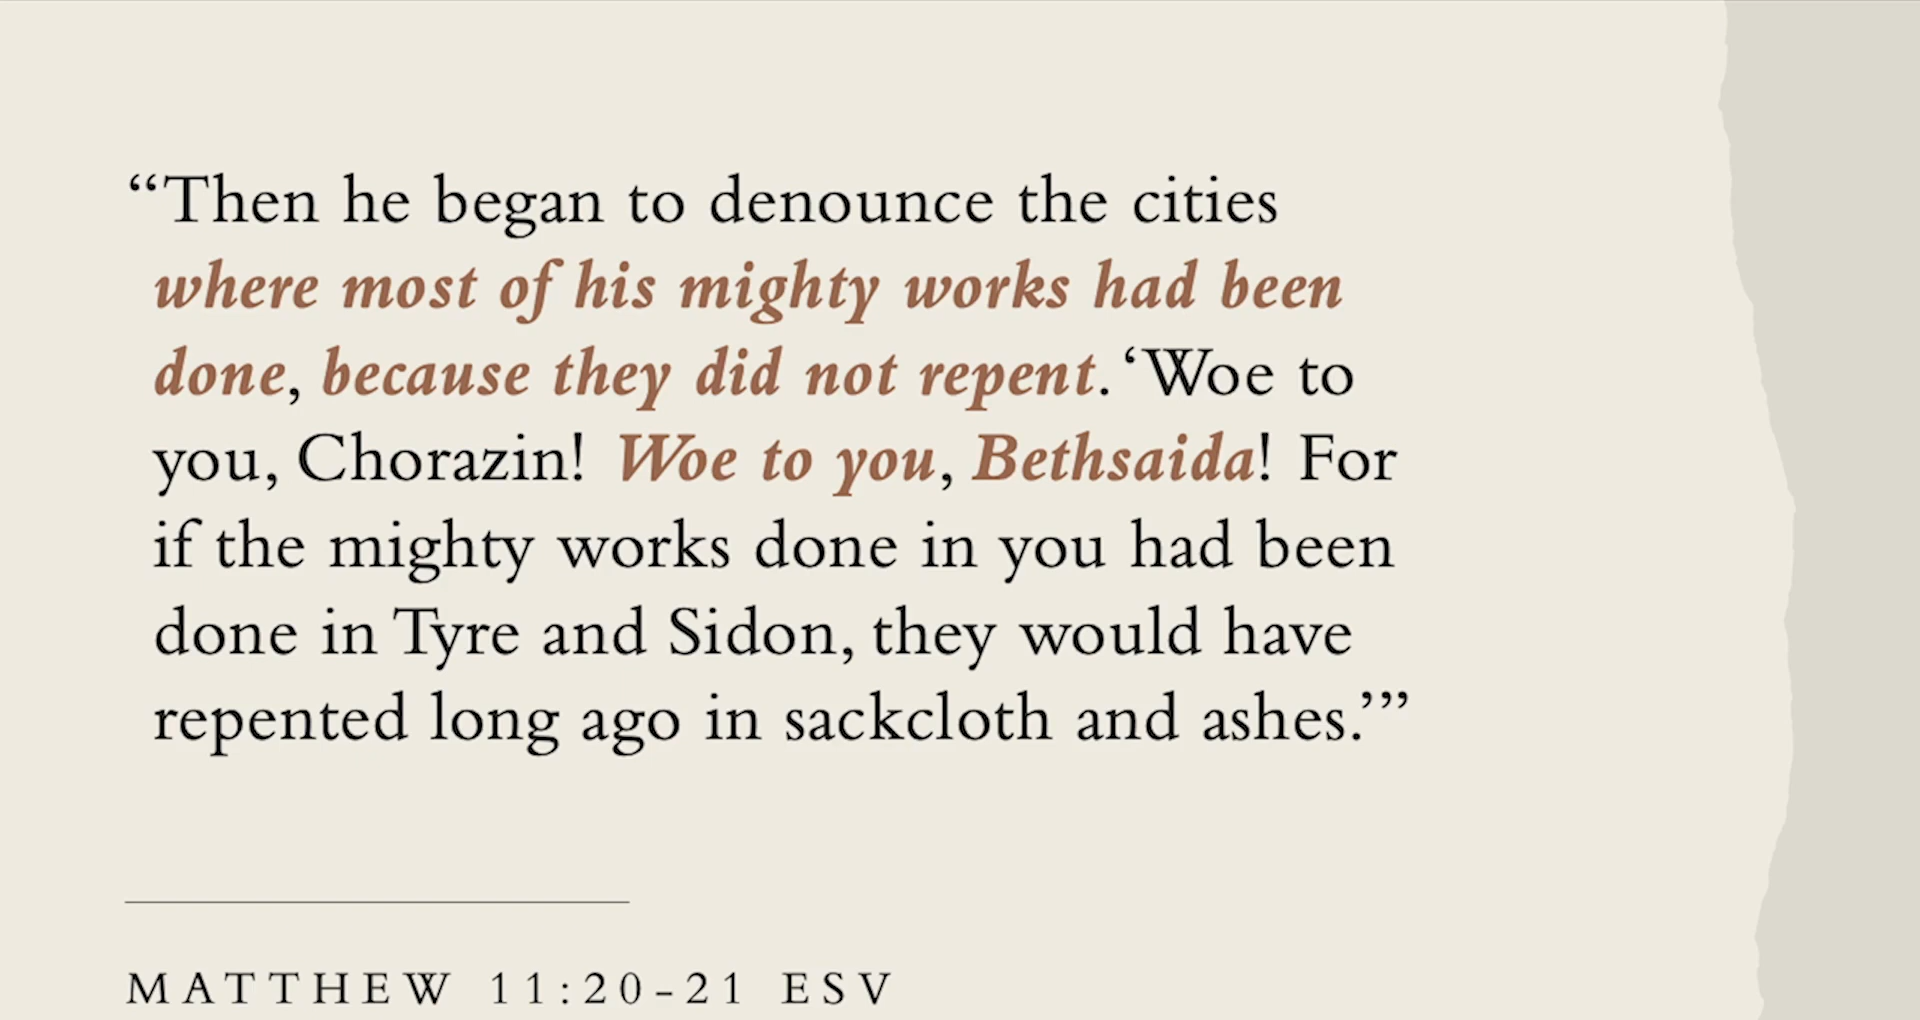 “Then he began to denounce the cities
where most of his mighty works had been
done, because they did not repent. ‘Woe to
you, Chorazin! Woe to you, Bethsaida! For
if the mighty works done in you had been
done in Tyre and Sidon, they would have
repented long ago in sackcloth and ashes.’”
MATTHEW 11:20-21 ESV